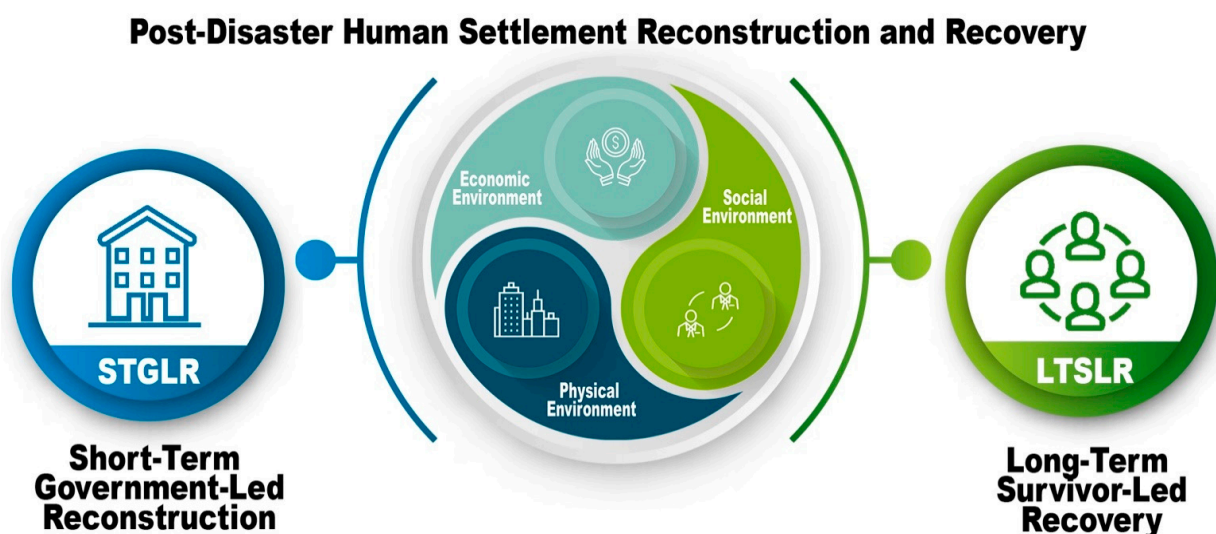 Post-Disaster Human Settlement Reconstruction and Recovery
Economic
Environment
$
Social
Environment
Physical
Environment
STGLR
Short-Term
Government-Led
Reconstruction
LTSLR
Long-Term
Survivor-Led
Recovery